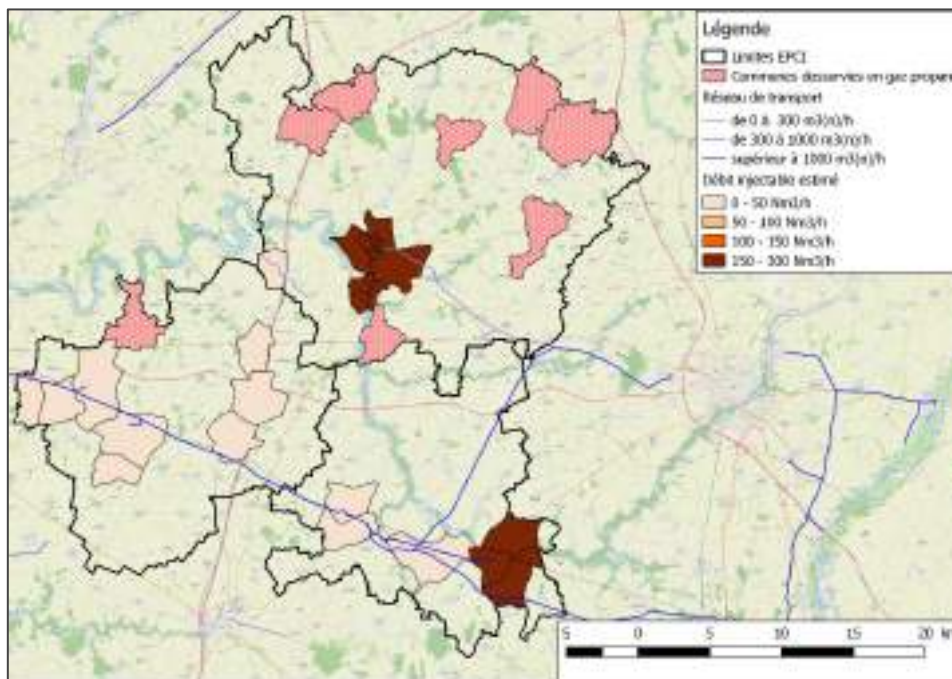 Légende
Limites EPCI
Communes desservies en gaz propane
Réseau de transport
de 0 à 300 m3(n)/h
de 300 à 1000 m3(n)/h
supérieur à 1000 m3(n)/h
Débit injectable estimé
0 - 50 Nm3/h
50 - 100 Nm3/h
100 - 150 Nm3/h
250 - 300 Nm3/h
5 0 5 10 15 20 km